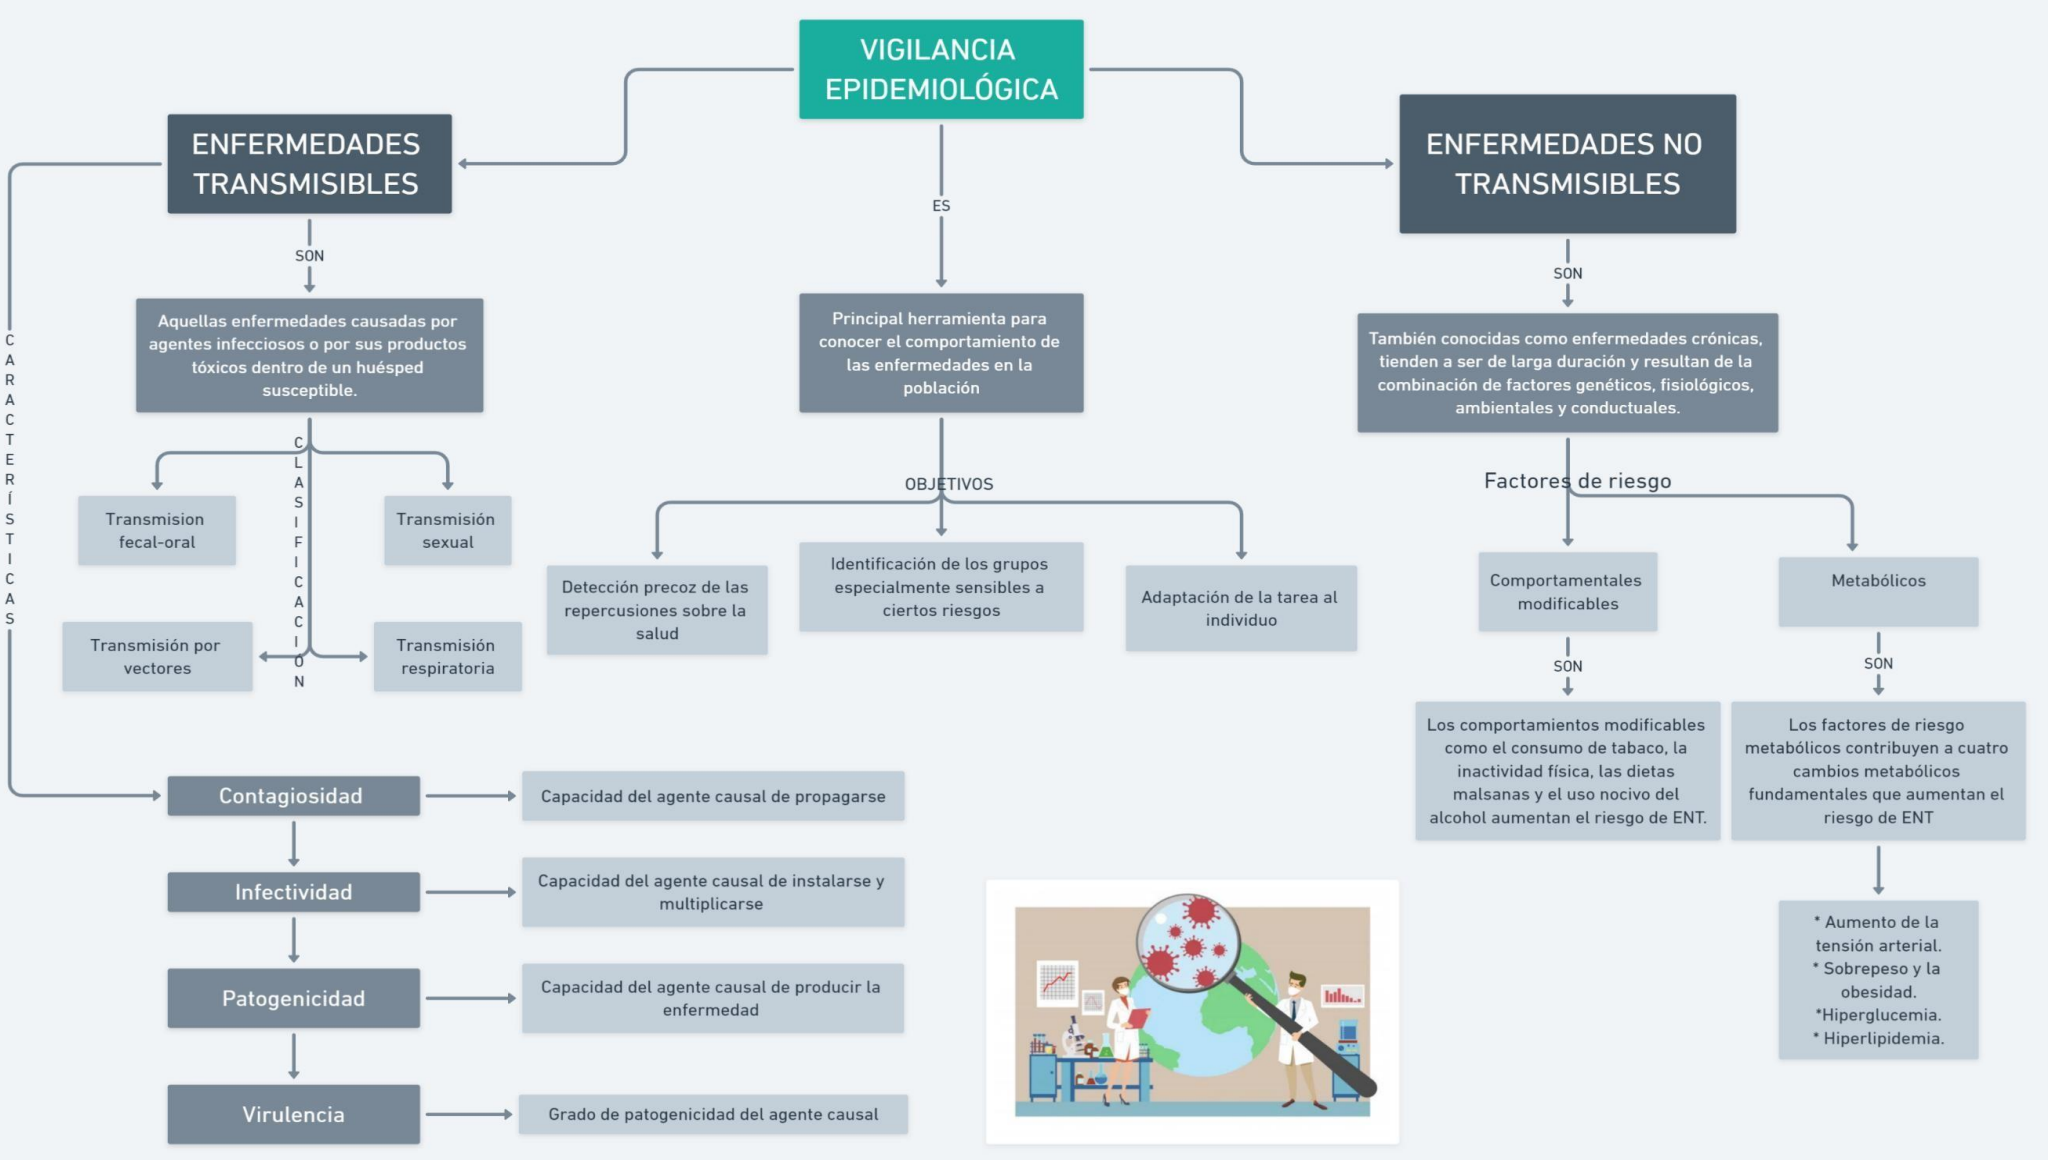 VIGILANCIA
EPIDEMIOLÓGICA
ENFERMEDADES
TRANSMISIBLES
ENFERMEDADES NO
TRANSMISIBLES
ES
SON
SON
Aquellas enfermedades causadas por
agentes infecciosos o por sus productos
tóxicos dentro de un huésped
susceptible.
Principal herramienta para
conocer el comportamiento de
las enfermedades en la
población
También conocidas como enfermedades crónicas,
tienden a ser de larga duración y resultan de la
combinación de factores genéticos, fisiológicos,
ambientales y conductuales.
CARACTERÍSTICAS
CLASIFICACIÓN
OBJETIVOS
Factores de riesgo
Transmision
fecal-oral
Transmisión
sexual
Transmisión por
vectores
Transmisión
respiratoria
Detección precoz de las
repercusiones sobre la
salud
Identificación de los grupos
especialmente sensibles a
ciertos riesgos
Adaptación de la tarea al
individuo
Comportamentales
modificables
Metabólicos
SON
SON
Los comportamientos modificables
como el consumo de tabaco, la
inactividad física, las dietas
malsanas y el uso nocivo del
alcohol aumentan el riesgo de ENT.
Los factores de riesgo
metabólicos contribuyen a cuatro
cambios metabólicos
fundamentales que aumentan el
riesgo de ENT
* Aumento de la
tensión arterial.
* Sobrepeso y la
obesidad.
*Hiperglucemia.
* Hiperlipidemia.
Contagiosidad
Capacidad del agente causal de propagarse
Infectividad
Capacidad del agente causal de instalarse y
multiplicarse
Patogenicidad
Capacidad del agente causal de producir la
enfermedad
Virulencia
Grado de patogenicidad del agente causal